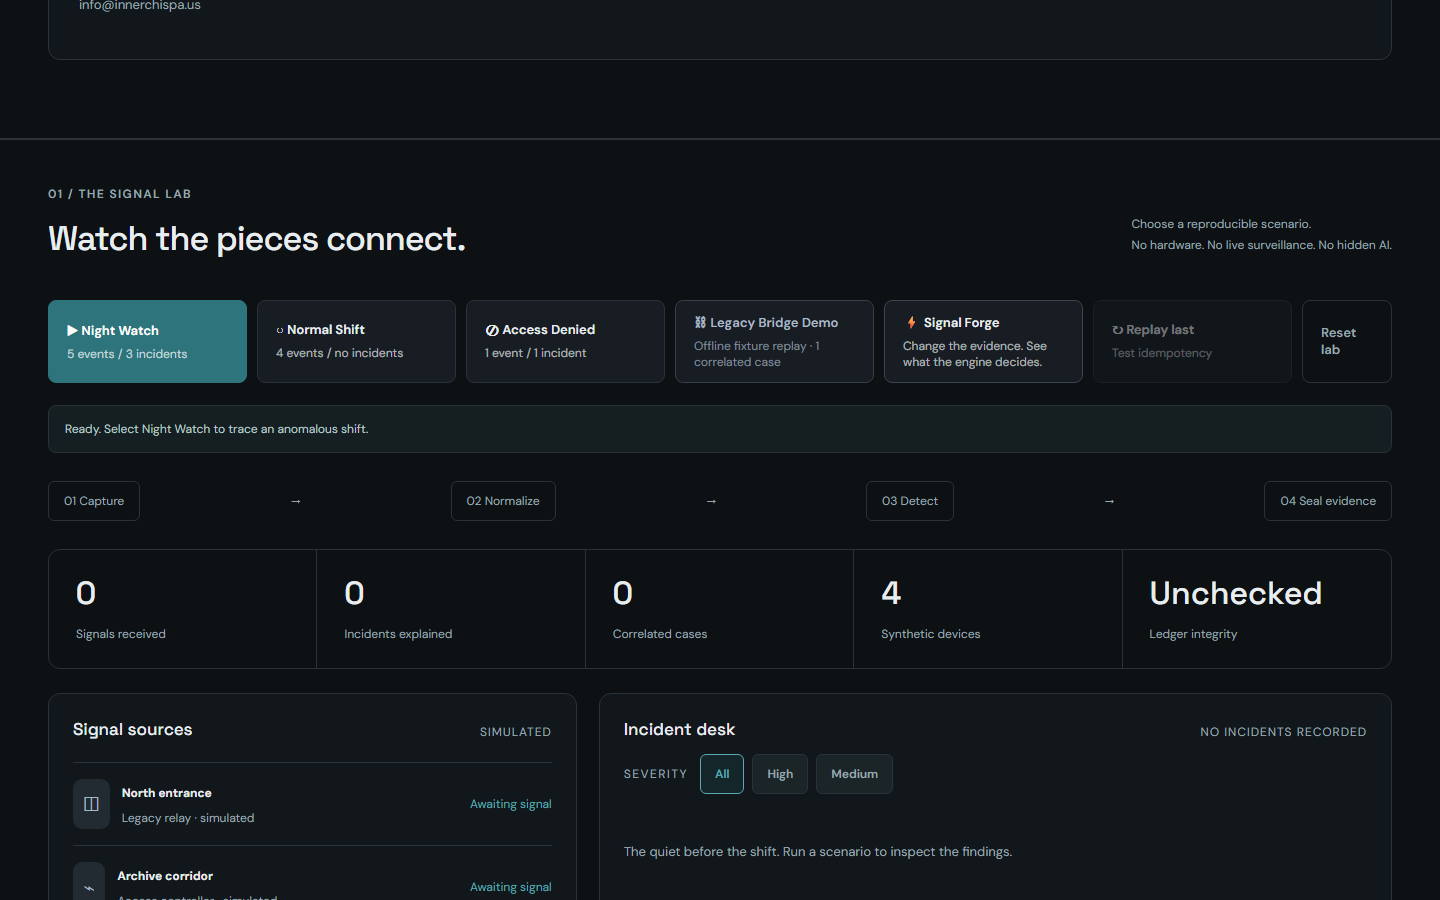 info@innerchispa.us
01 / THE SIGNAL LAB
Watch the pieces connect.
Choose a reproducible scenario.
No hardware. No live surveillance. No hidden AI.
▶ Night Watch
5 events / 3 incidents
Normal Shift
4 events / no incidents
Access Denied
1 event / 1 incident
Legacy Bridge Demo
Offline fixture replay · 1
correlated case
Signal Forge
Change the evidence. See
what the engine decides.
↻ Replay last
Test idempotency
Reset
lab
Ready. Select Night Watch to trace an anomalous shift.
01 Capture
→
02 Normalize
→
03 Detect
→
04 Seal evidence
0
Signals received
0
Incidents explained
0
Correlated cases
4
Synthetic devices
Unchecked
Ledger integrity
Signal sources
SIMULATED
North entrance
Legacy relay · simulated
Awaiting signal
Archive corridor
Access controller · simulated
Awaiting signal
Incident desk
NO INCIDENTS RECORDED
SEVERITY
All
High
Medium
The quiet before the shift. Run a scenario to inspect the findings.